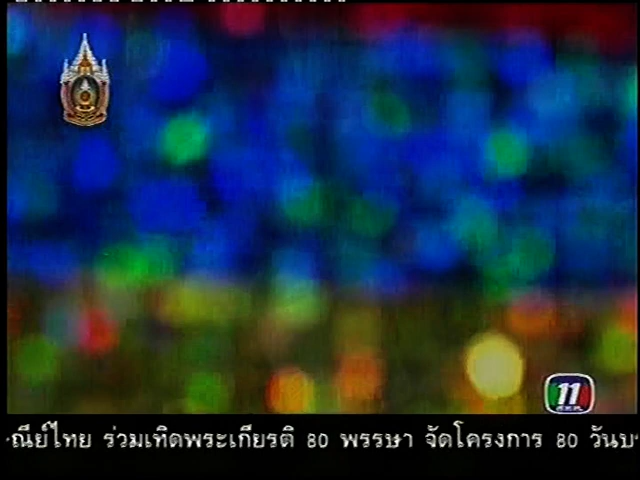 11
ณีย์ไทย ร่วมเทิดพระเกียรติ 80 พรรษา จัดโครงการ 80 วันบ